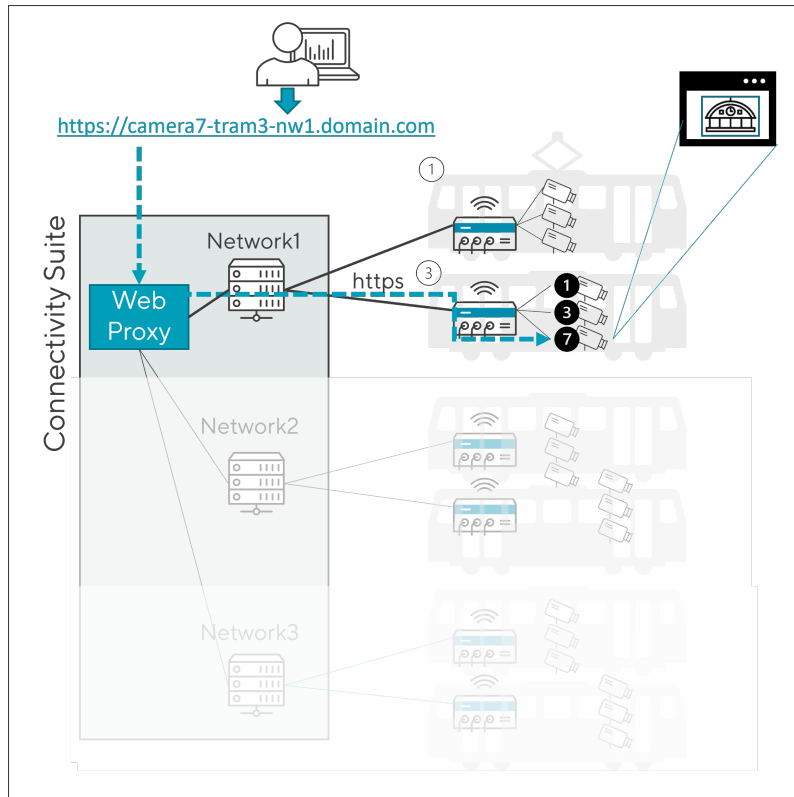 https://camera7-tram3-nw1.domain.com
1
Connectivity Suite
Network1
https
3
Web
Proxy
1
3
7
Network2
Network3